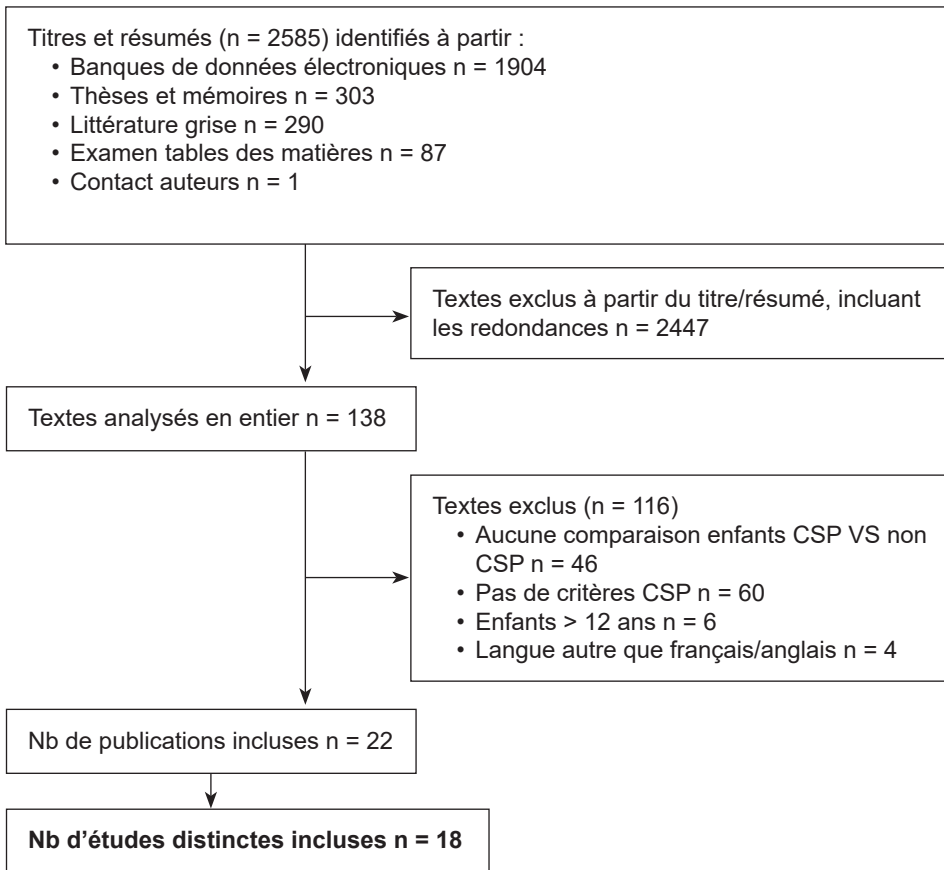 Titres et résumés (n = 2585) identifiés à partir :
• Banques de données électroniques n = 1904
• Thèses et mémoires n = 303
• Littérature grise n = 290
• Examen tables des matières n = 87
• Contact auteurs n = 1
Textes exclus à partir du titre/résumé, incluant
les redondances n = 2447
Textes analysés en entier n = 138
Textes exclus (n = 116)
• Aucune comparaison enfants CSP VS non
CSP n = 46
• Pas de critères CSP n = 60
• Enfants > 12 ans n = 6
• Langue autre que français/anglais n = 4
Nb de publications incluses n = 22
Nb d’études distinctes incluses n = 18